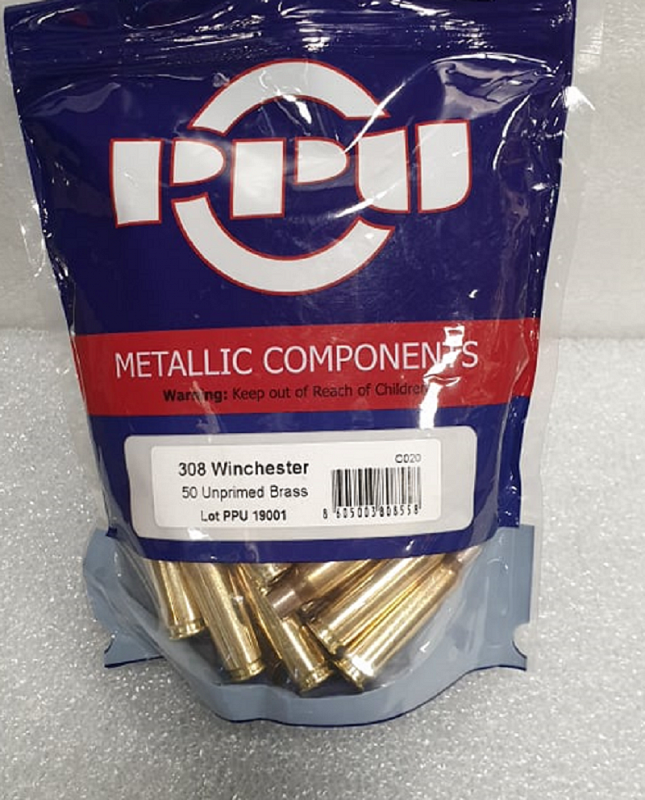 PPU
METALLIC COMPONENTS
Warning: Keep out of Reach of Children
308 Winchester
C020
50 Unprimed Brass
Lot PPU 19001
8 605003 808558